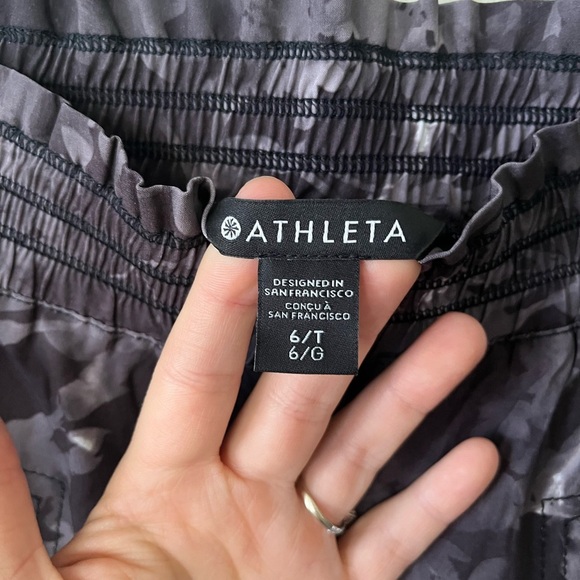 ATHLETA
DESIGNED IN
SAN FRANCISCO
CONÇU À
SAN FRANCISCO
6/T
6/G